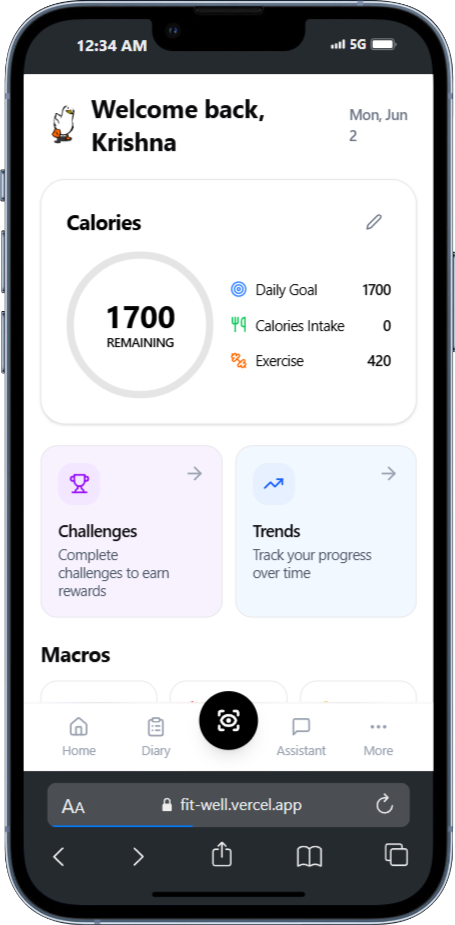 12:34 AM
5G
Welcome back,
Krishna
Mon, Jun
2
Calories
1700
REMAINING
Daily Goal 1700
Calories Intake 0
Exercise 420
Challenges
Complete
challenges to earn
rewards
Trends
Track your progress
over time
Macros
Home
Diary
Assistant
More
AA
fit-well.vercel.app